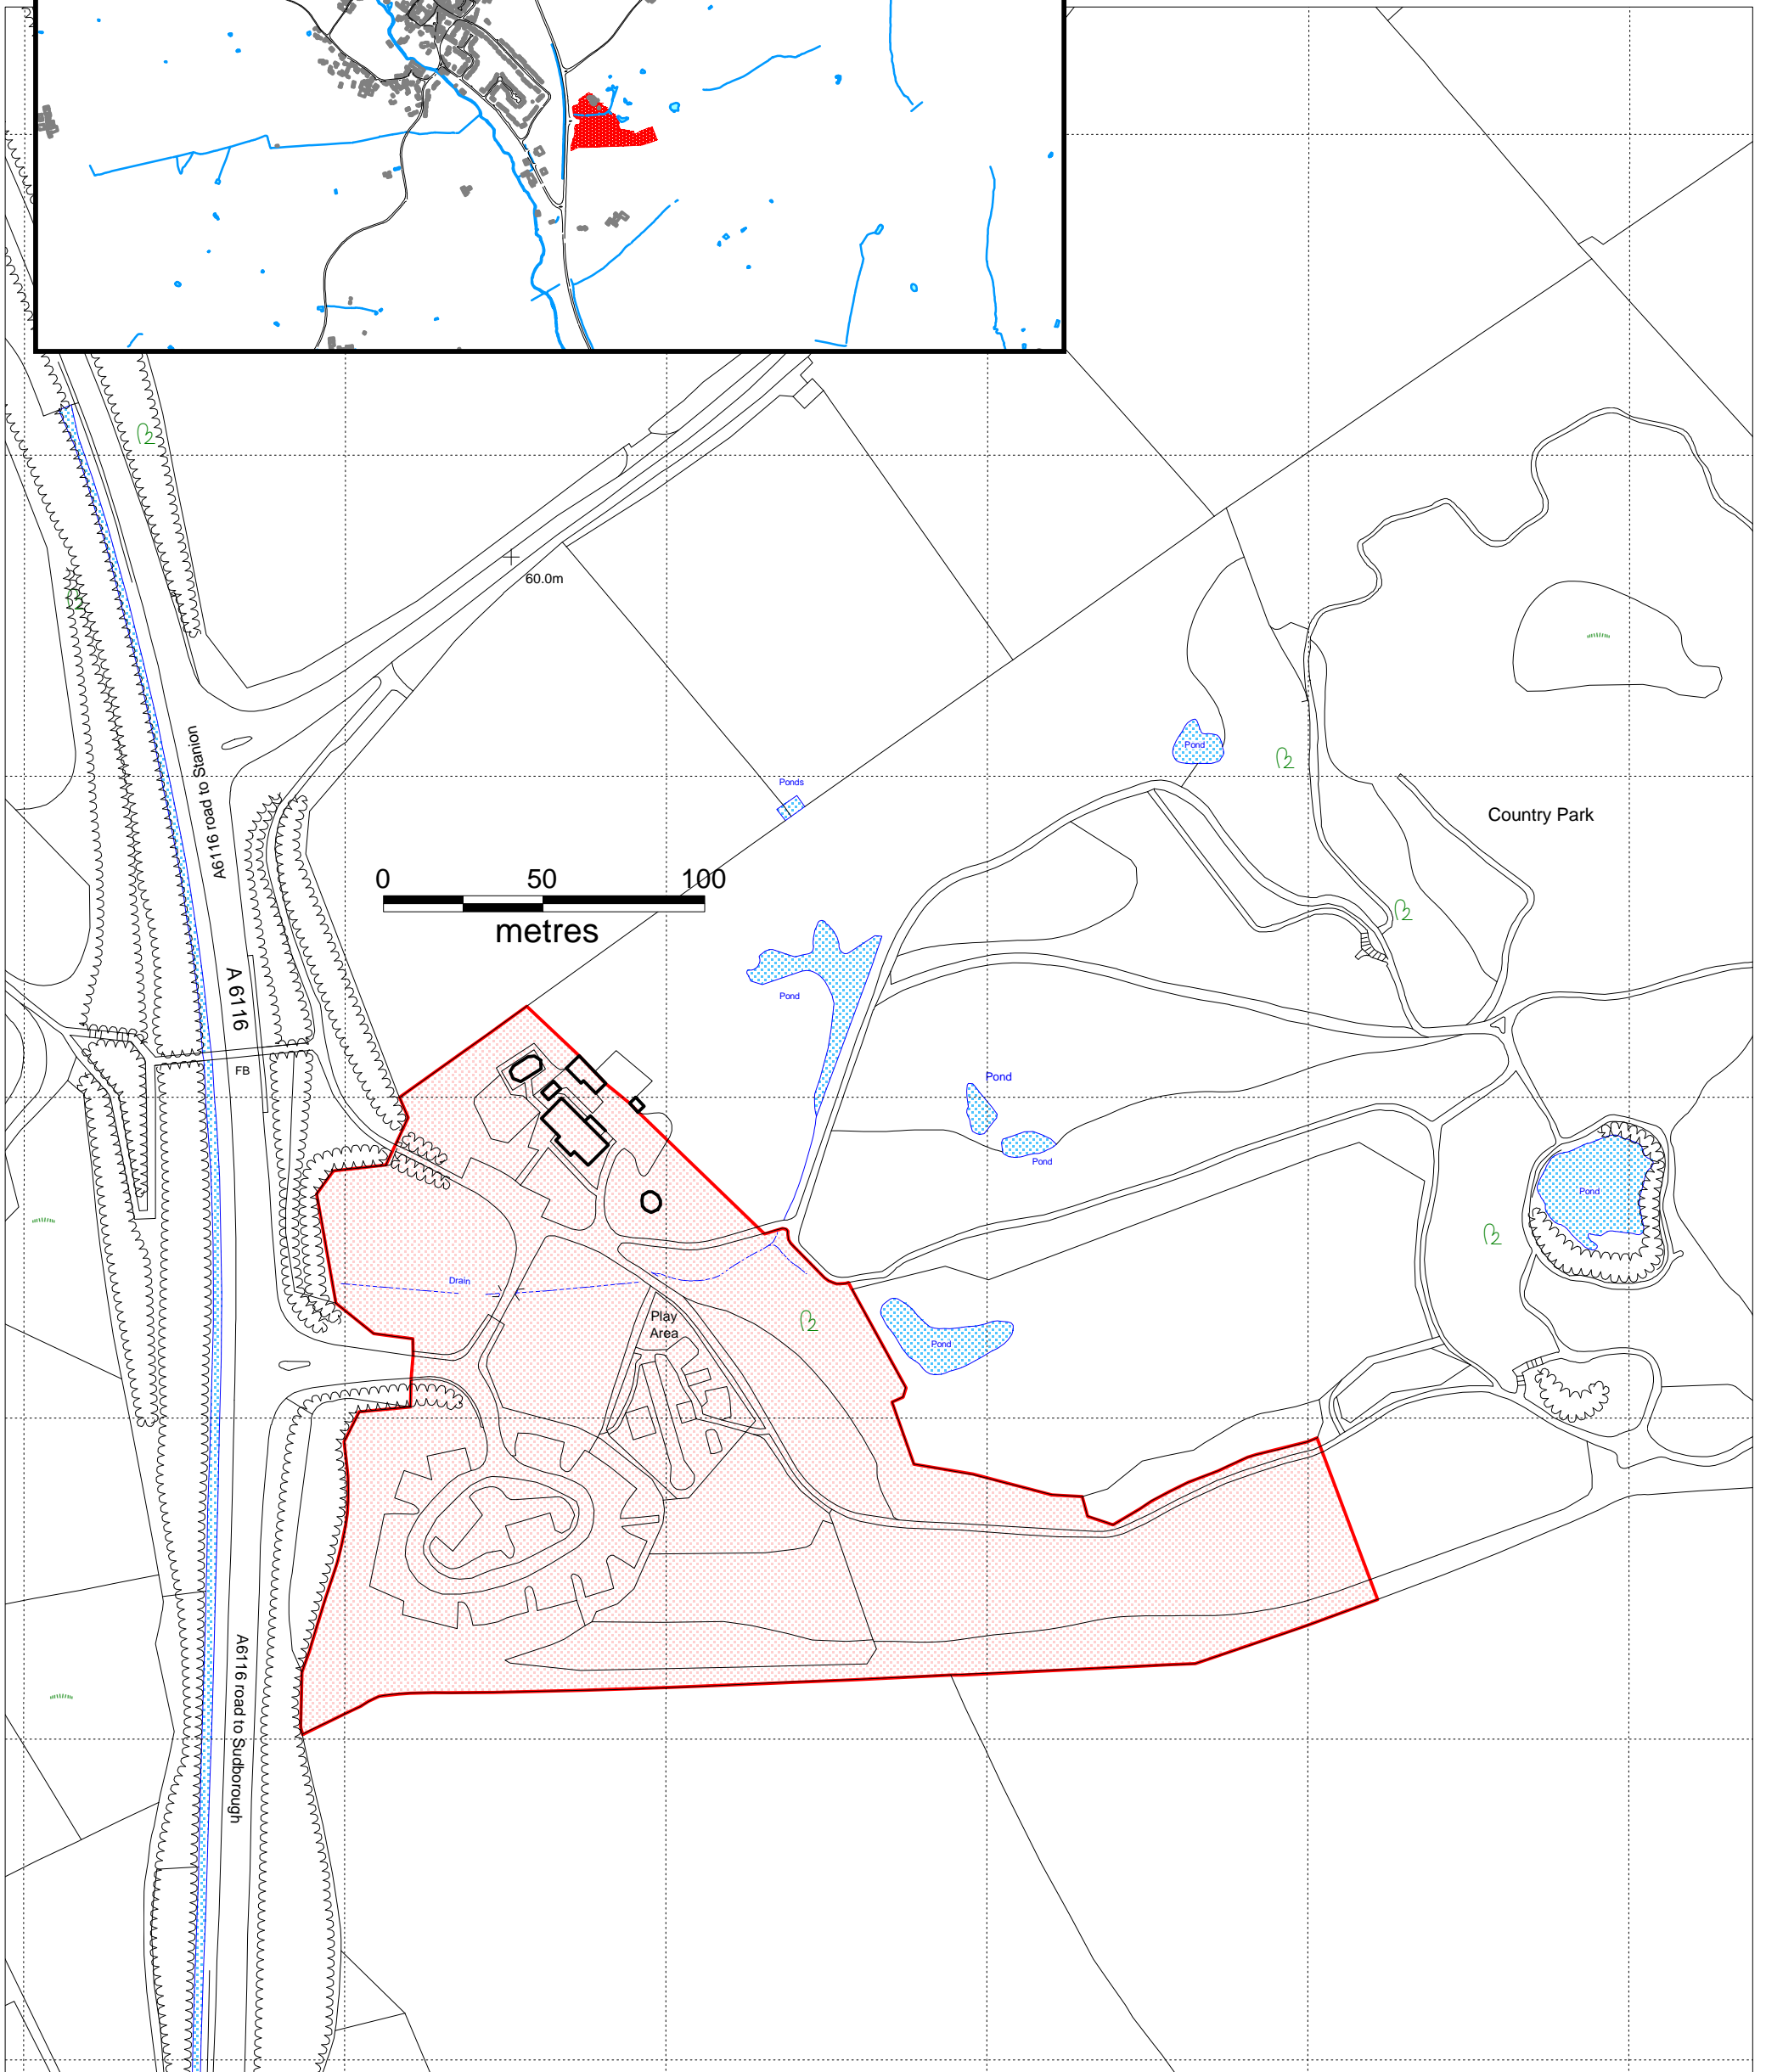 60.0m
A6116 road to Stanion
Pond
Ponds
Country Park
0 50 100
metres
A 6116
Pond
FB
Pond
Pond
Pond
Drain
Play
Area
Pond
A6116 road to Sudborough